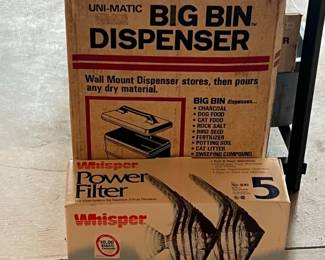 UNI-MATIC BIG BIN™
DISPENSER
Wall Mount Dispenser stores, then pours
any dry material.
BIG BIN dispenses...
• CHARCOAL
• DOG FOOD
• CAT FOOD
• ROCK SALT
• BIRD SEED
• FERTILIZER
• POTTING SOIL
• CAT LITTER
• SWEEPING COMPOUND
Whisper
Power
Filter
5
Whisper